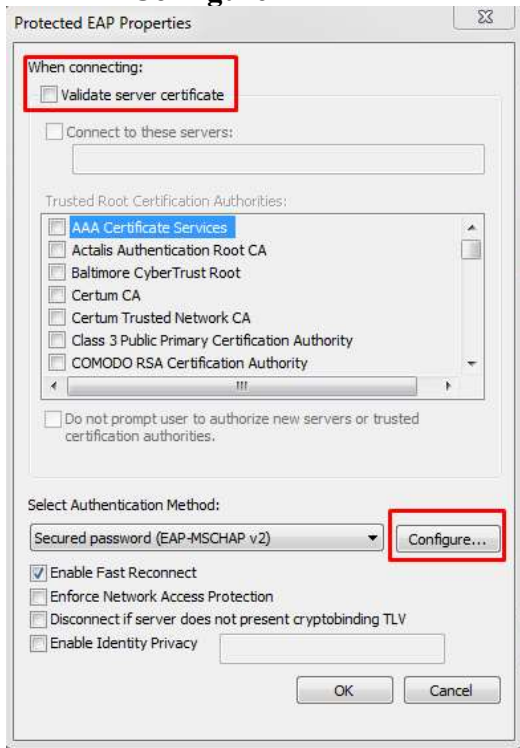 Protected EAP Properties
When connecting:
Validate server certificate
Connect to these servers:
Trusted Root Certification Authorities:
AAA Certificate Services
Actalis Authentication Root CA
Baltimore CyberTrust Root
Certum CA
Certum Trusted Network CA
Class 3 Public Primary Certification Authority
COMODO RSA Certification Authority
Do not prompt user to authorize new servers or trusted
certification authorities.
Select Authentication Method:
Secured password (EAP-MSCHAP v2) Configure...
Enable Fast Reconnect
Enforce Network Access Protection
Disconnect if server does not present cryptobinding TLV
Enable Identity Privacy
OK Cancel